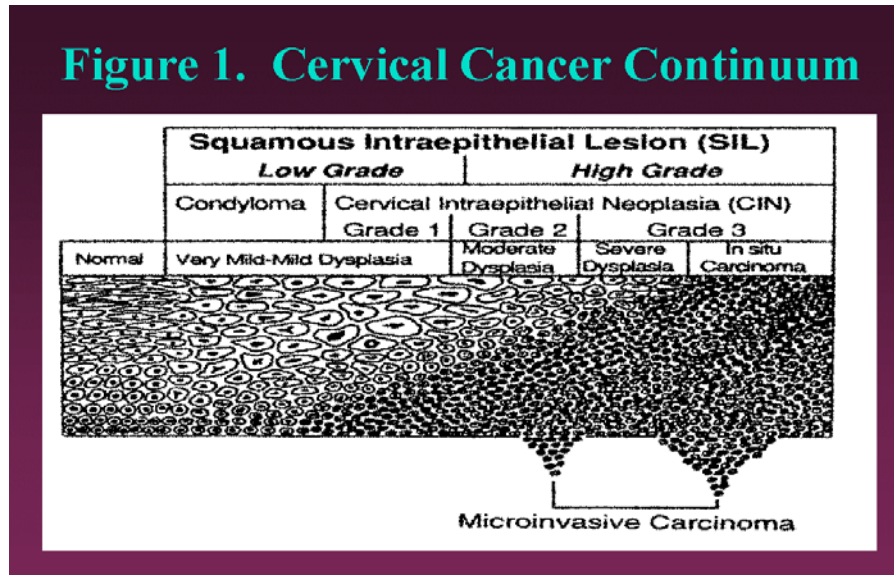 Figure 1. Cervical Cancer Continuum
Squamous Intraepithelial Lesion (SIL)
Low Grade High Grade
Condyloma Cervical Intraepithelial Neoplasia (CIN)
Grade 1 Grade 2 Grade 3
Normal Very Mild-Mild Dysplasia Moderate Dysplasia Severe Dysplasia In situ Carcinoma
Microinvasive Carcinoma